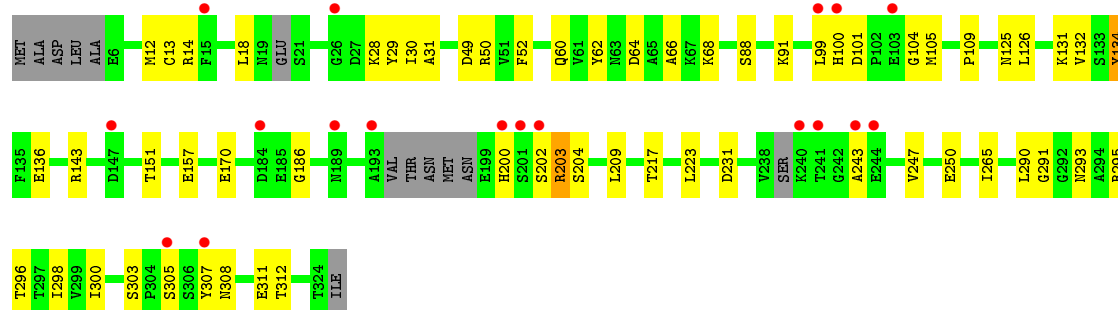 MET ALA ASP LEU ALA E6 M12 C13 R14 F15 L18 N19 GLU S21 G26 D27 K28 Y29 I30 A31 D49 R50 V51 F52 Q60 V61 Y62 N63 D64 A65 A66 K67 K68 S88 K91 L99 H100 D101 P102 E103 G104 M105 P109 N125 L126 K131 V132 S133 Y134
F135 E136 R143 D147 T151 E157 E170 D184 E185 G186 N189 A193 VAL THR ASN MET ASN E199 H200 S201 S202 R203 S204 L209 T217 L223 D231 V238 SER K240 T241 G242 A243 E244 V247 E250 I265 L290 G291 G292 N293 A294 R295
T296 T297 I298 V299 I300 S303 P304 S305 S306 Y307 N308 E311 T312 T324 ILE